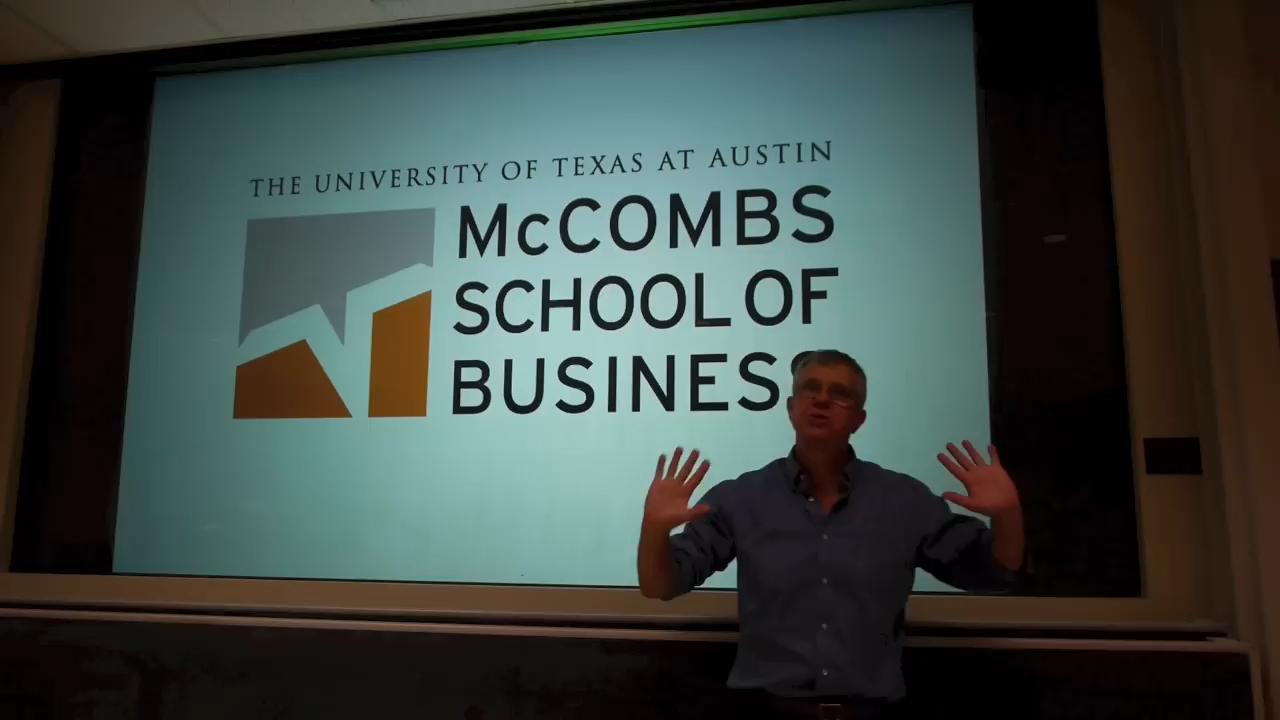 THE UNIVERSITY OF TEXAS AT AUSTIN
McCOMBS
SCHOOL OF
BUSINESS